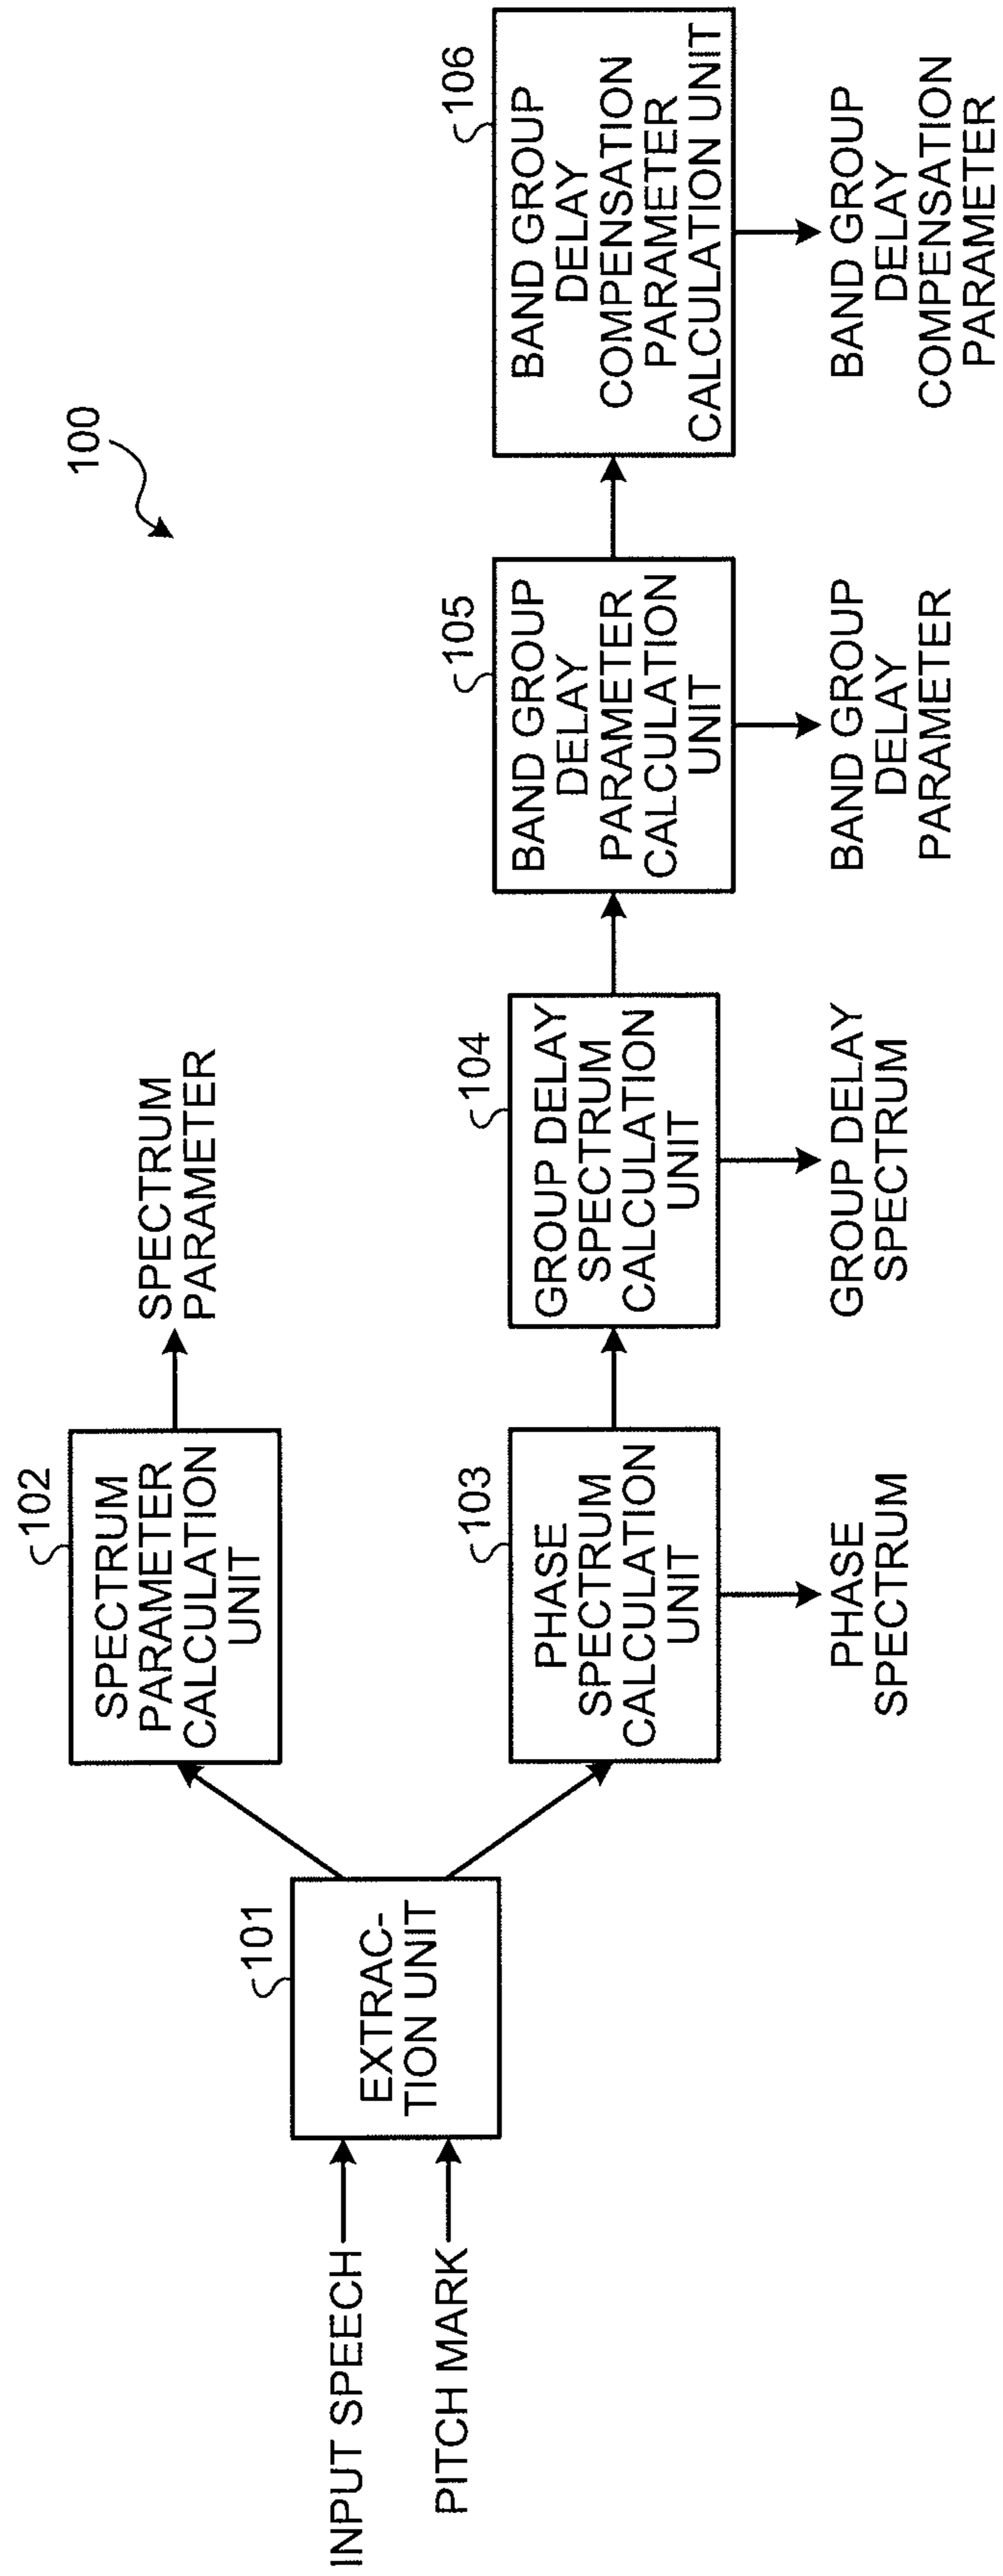 100
INPUT SPEECH
PITCH MARK
101
EXTRAC-
TION UNIT
102
SPECTRUM
PARAMETER
CALCULATION
UNIT
SPECTRUM
PARAMETER
103
PHASE
SPECTRUM
CALCULATION
UNIT
PHASE
SPECTRUM
104
GROUP DELAY
SPECTRUM
CALCULATION
UNIT
GROUP DELAY
SPECTRUM
105
BAND GROUP
DELAY
PARAMETER
CALCULATION
UNIT
BAND GROUP
DELAY
PARAMETER
106
BAND GROUP
DELAY
COMPENSATION
PARAMETER
CALCULATION UNIT
BAND GROUP
DELAY
COMPENSATION
PARAMETER